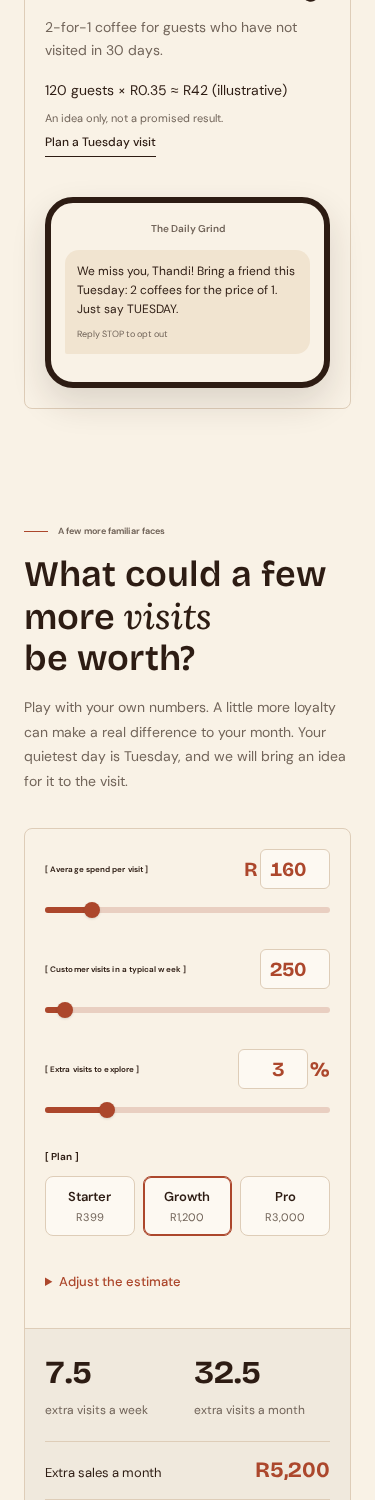 2-for-1 coffee for guests who have not
visited in 30 days.
120 guests × R0.35 ≈ R42 (illustrative)
An idea only, not a promised result.
Plan a Tuesday visit
The Daily Grind
We miss you, Thandi! Bring a friend this
Tuesday: 2 coffees for the price of 1.
Just say TUESDAY.
Reply STOP to opt out
A few more familiar faces
What could a few
more visits
be worth?
Play with your own numbers. A little more loyalty
can make a real difference to your month. Your
quietest day is Tuesday, and we will bring an idea
for it to the visit.
[ Average spend per visit ]
R 160
[ Customer visits in a typical week ]
250
[ Extra visits to explore ]
3 %
[ Plan ]
Starter
R399
Growth
R1,200
Pro
R3,000
Adjust the estimate
7.5
extra visits a week
32.5
extra visits a month
Extra sales a month
R5,200